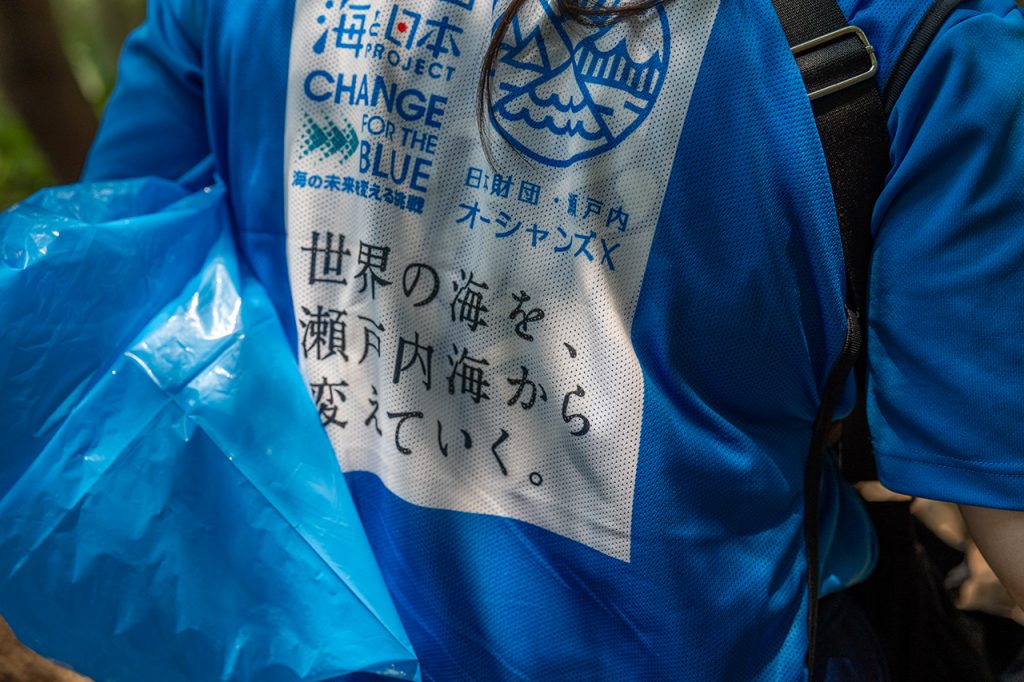 海と日本
PROJECT
CHANGE
FOR THE
BLUE
海の未来を変える挑戦
日本財団・瀬戸内
オーシャンズX
世界の海を、
瀬戸内海から
変えていく。